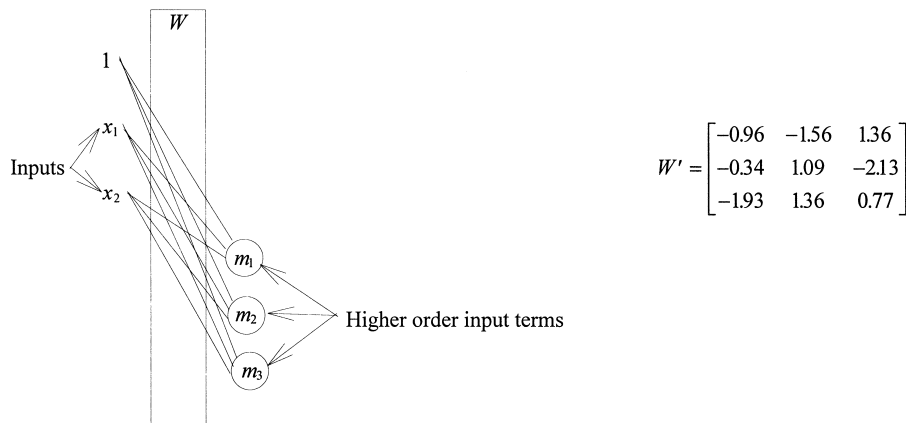 W
1
x₁
Inputs
x₂
m₁
m₂
m₃
Higher order input terms
W' = [−0.96 −1.56 1.36
−0.34 1.09 −2.13
−1.93 1.36 0.77]